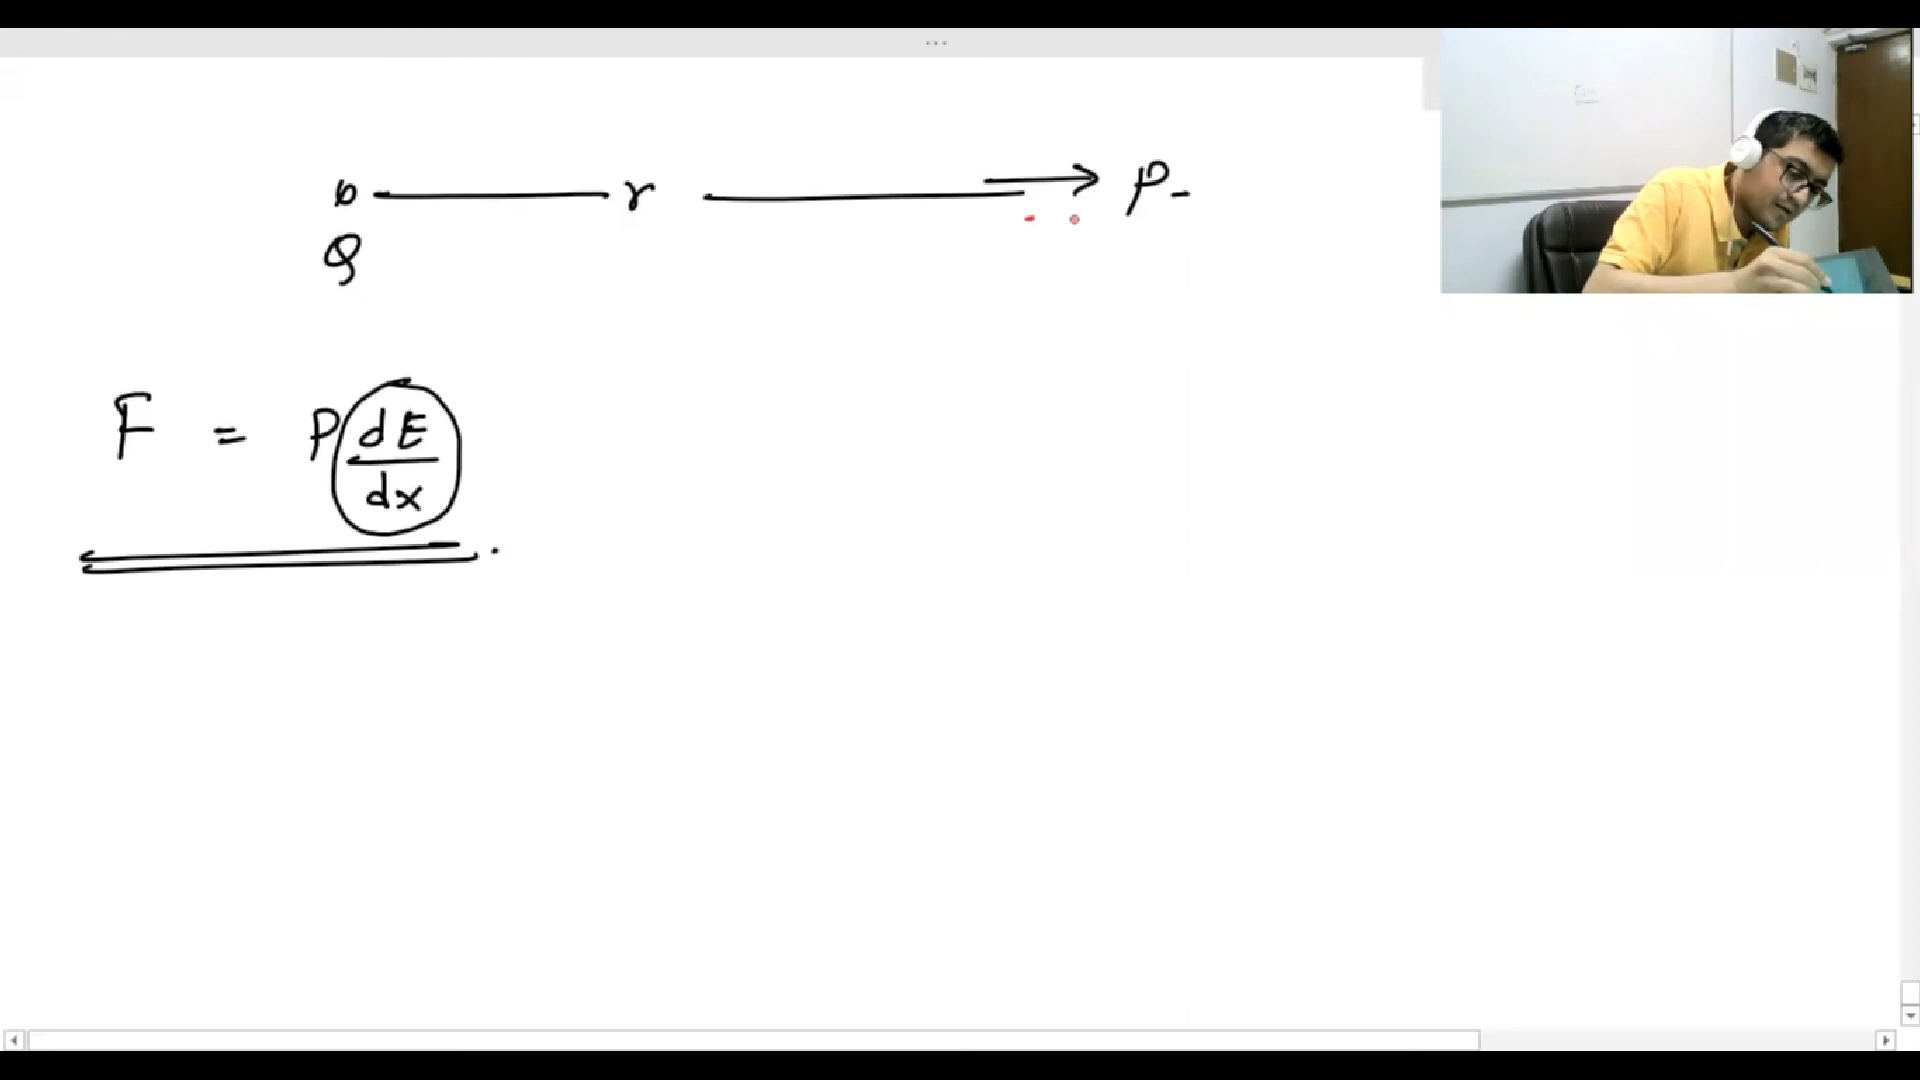 r P
Q
F = P dE
dx